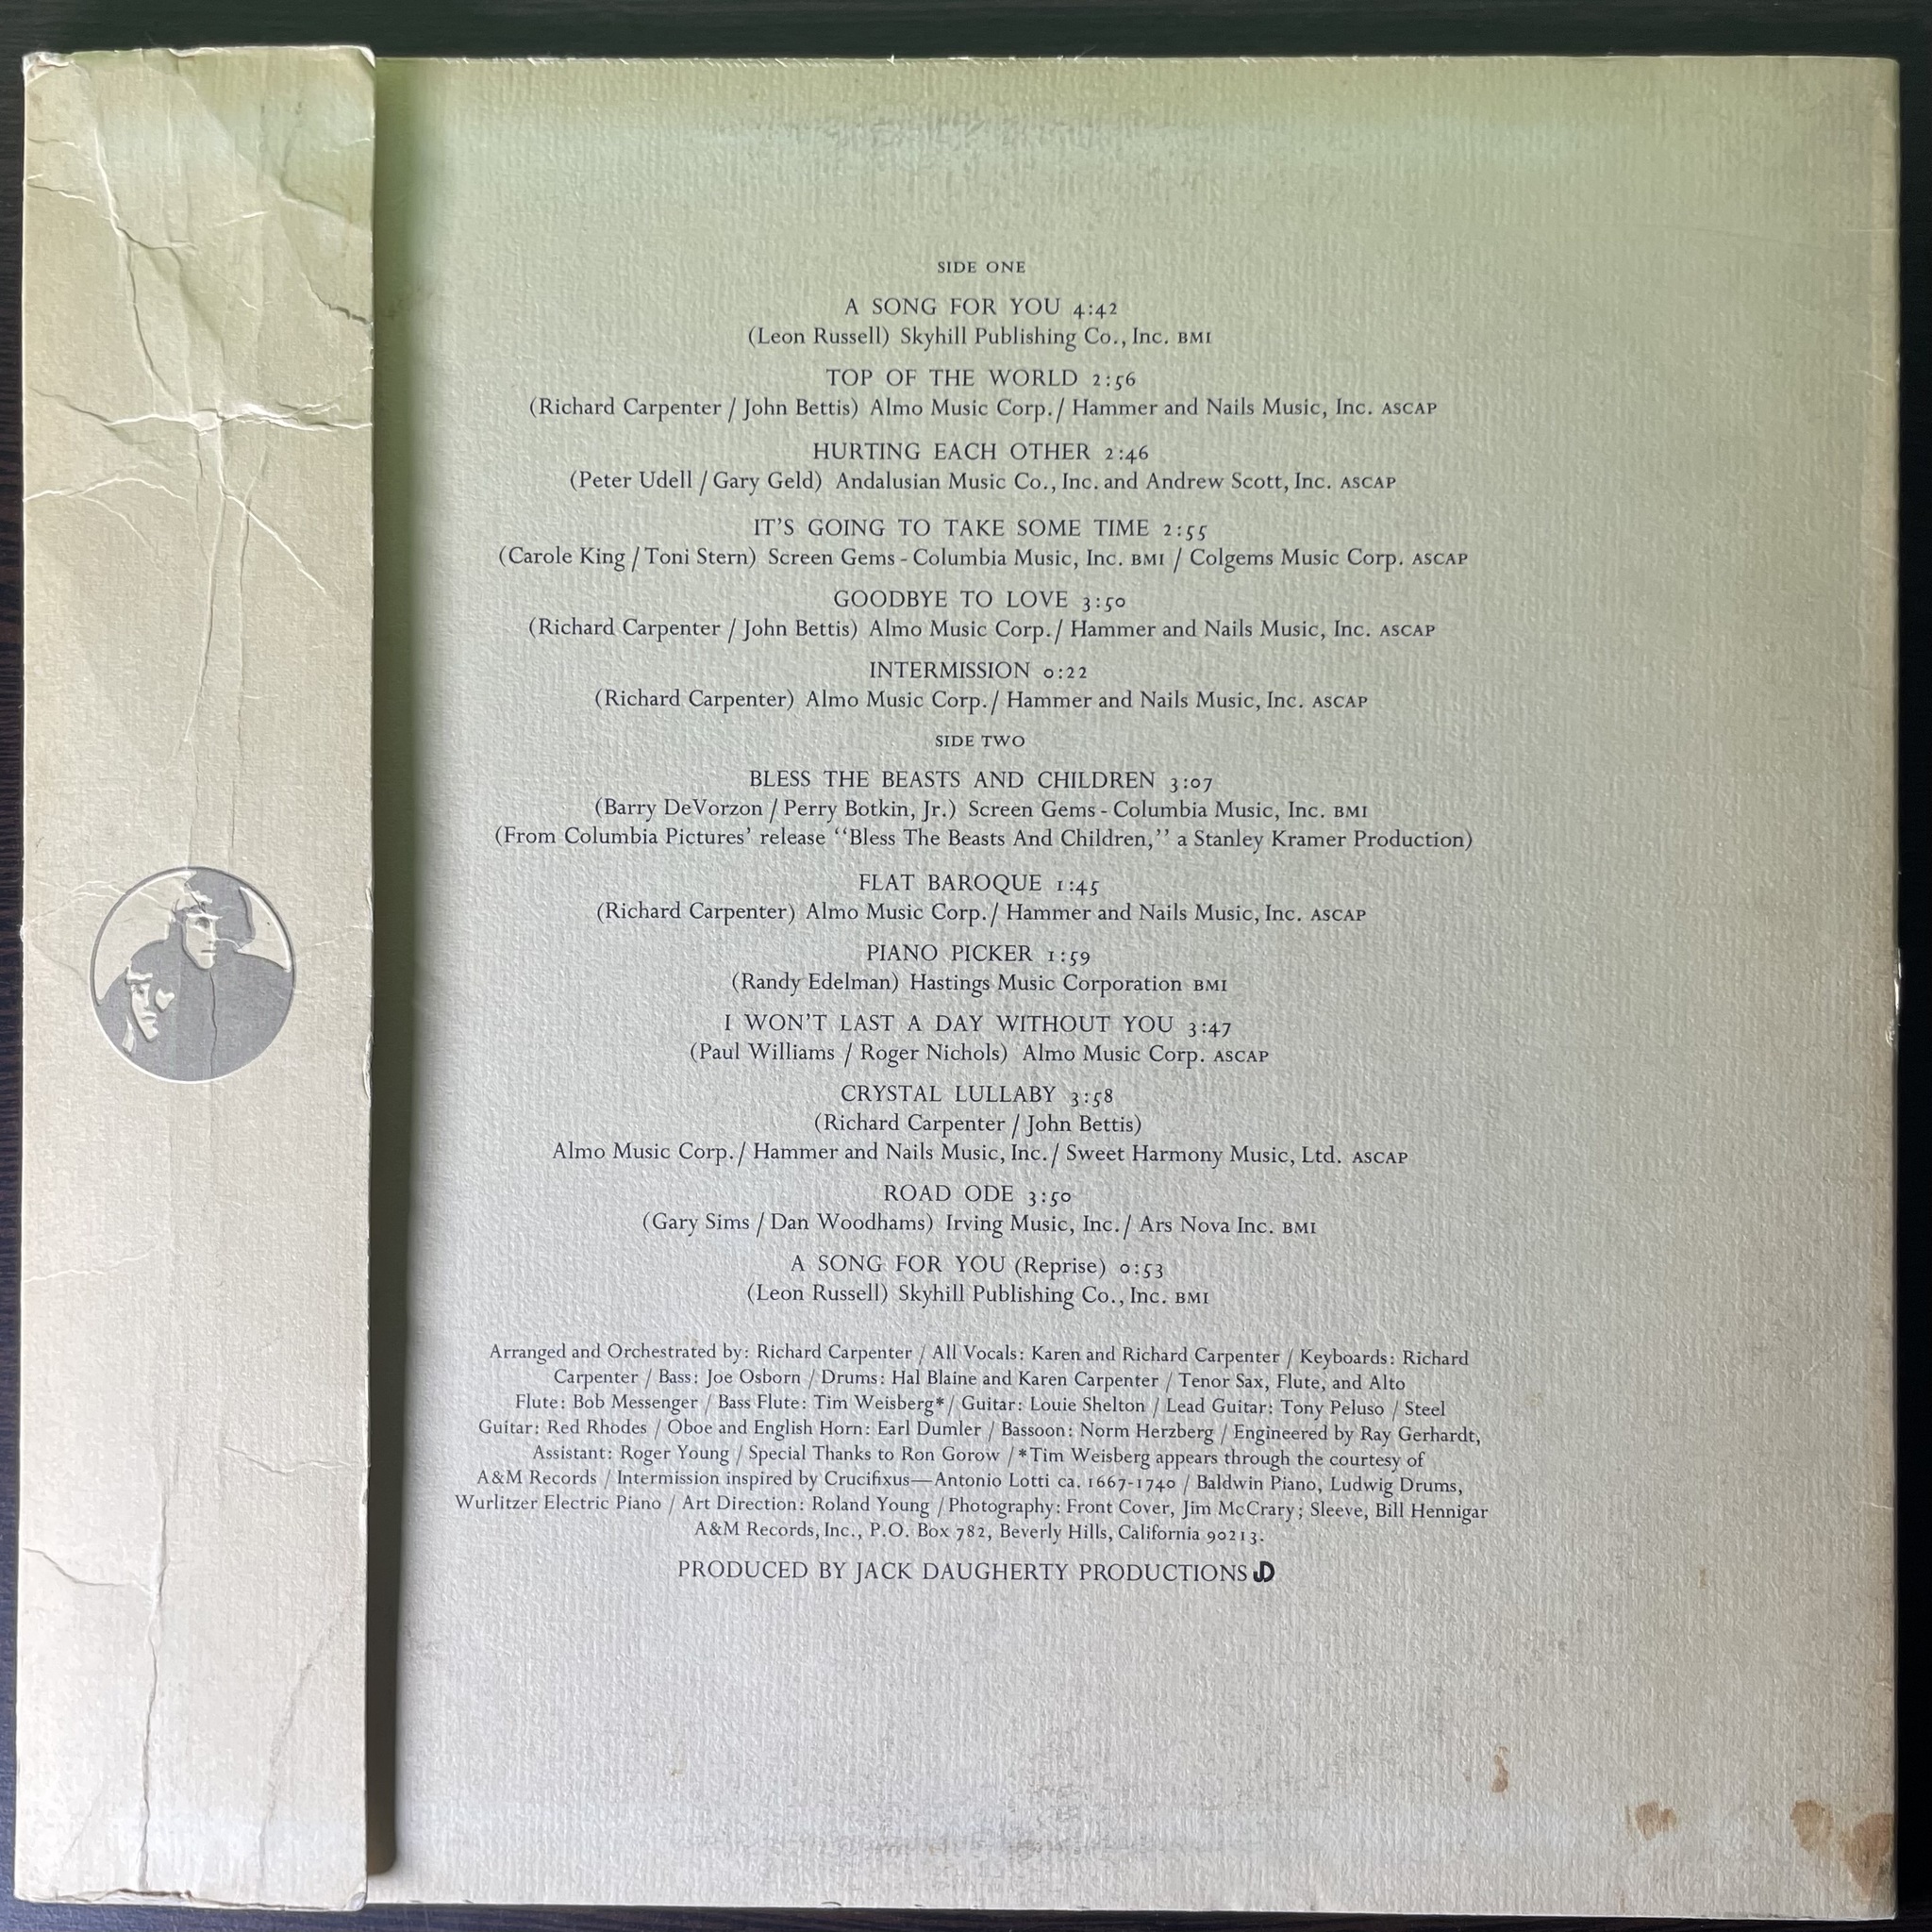 SIDE ONE
A SONG FOR YOU 4:42
(Leon Russell) Skyhill Publishing Co., Inc. BMI
TOP OF THE WORLD 2:56
(Richard Carpenter / John Bettis) Almo Music Corp. / Hammer and Nails Music, Inc. ASCAP
HURTING EACH OTHER 2:46
(Peter Udell / Gary Geld) Andalusian Music Co., Inc. and Andrew Scott, Inc. ASCAP
IT'S GOING TO TAKE SOME TIME 2:55
(Carole King / Toni Stern) Screen Gems - Columbia Music, Inc. BMI / Colgems Music Corp. ASCAP
GOODBYE TO LOVE 3:50
(Richard Carpenter / John Bettis) Almo Music Corp. / Hammer and Nails Music, Inc. ASCAP
INTERMISSION 0:22
(Richard Carpenter) Almo Music Corp. / Hammer and Nails Music, Inc. ASCAP
SIDE TWO
BLESS THE BEASTS AND CHILDREN 3:07
(Barry DeVorzon / Perry Botkin, Jr.) Screen Gems - Columbia Music, Inc. BMI
(From Columbia Pictures' release "Bless The Beasts And Children," a Stanley Kramer Production)
FLAT BAROQUE 1:45
(Richard Carpenter) Almo Music Corp. / Hammer and Nails Music, Inc. ASCAP
PIANO PICKER 1:59
(Randy Edelman) Hastings Music Corporation BMI
I WON'T LAST A DAY WITHOUT YOU 3:47
(Paul Williams / Roger Nichols) Almo Music Corp. ASCAP
CRYSTAL LULLABY 3:58
(Richard Carpenter / John Bettis)
Almo Music Corp. / Hammer and Nails Music, Inc. / Sweet Harmony Music, Ltd. ASCAP
ROAD ODE 3:50
(Gary Sims / Dan Woodhams) Irving Music, Inc. / Ars Nova Inc. BMI
A SONG FOR YOU (Reprise) 0:53
(Leon Russell) Skyhill Publishing Co., Inc. BMI
Arranged and Orchestrated by: Richard Carpenter / All Vocals: Karen and Richard Carpenter / Keyboards: Richard
Carpenter / Bass: Joe Osborn / Drums: Hal Blaine and Karen Carpenter / Tenor Sax, Flute, and Alto
Flute: Bob Messenger / Bass Flute: Tim Weisberg* / Guitar: Louie Shelton / Lead Guitar: Tony Peluso / Steel
Guitar: Red Rhodes / Oboe and English Horn: Earl Dumler / Bassoon: Norm Herzberg / Engineered by Ray Gerhardt,
Assistant: Roger Young / Special Thanks to Ron Gorow / *Tim Weisberg appears through the courtesy of
A&M Records / Intermission inspired by Crucifixus—Antonio Lotti ca. 1667-1740 / Baldwin Piano, Ludwig Drums,
Wurlitzer Electric Piano / Art Direction: Roland Young / Photography: Front Cover, Jim McCrary; Sleeve, Bill Hennigar
A&M Records, Inc., P.O. Box 782, Beverly Hills, California 90213.
PRODUCED BY JACK DAUGHERTY PRODUCTIONS JD